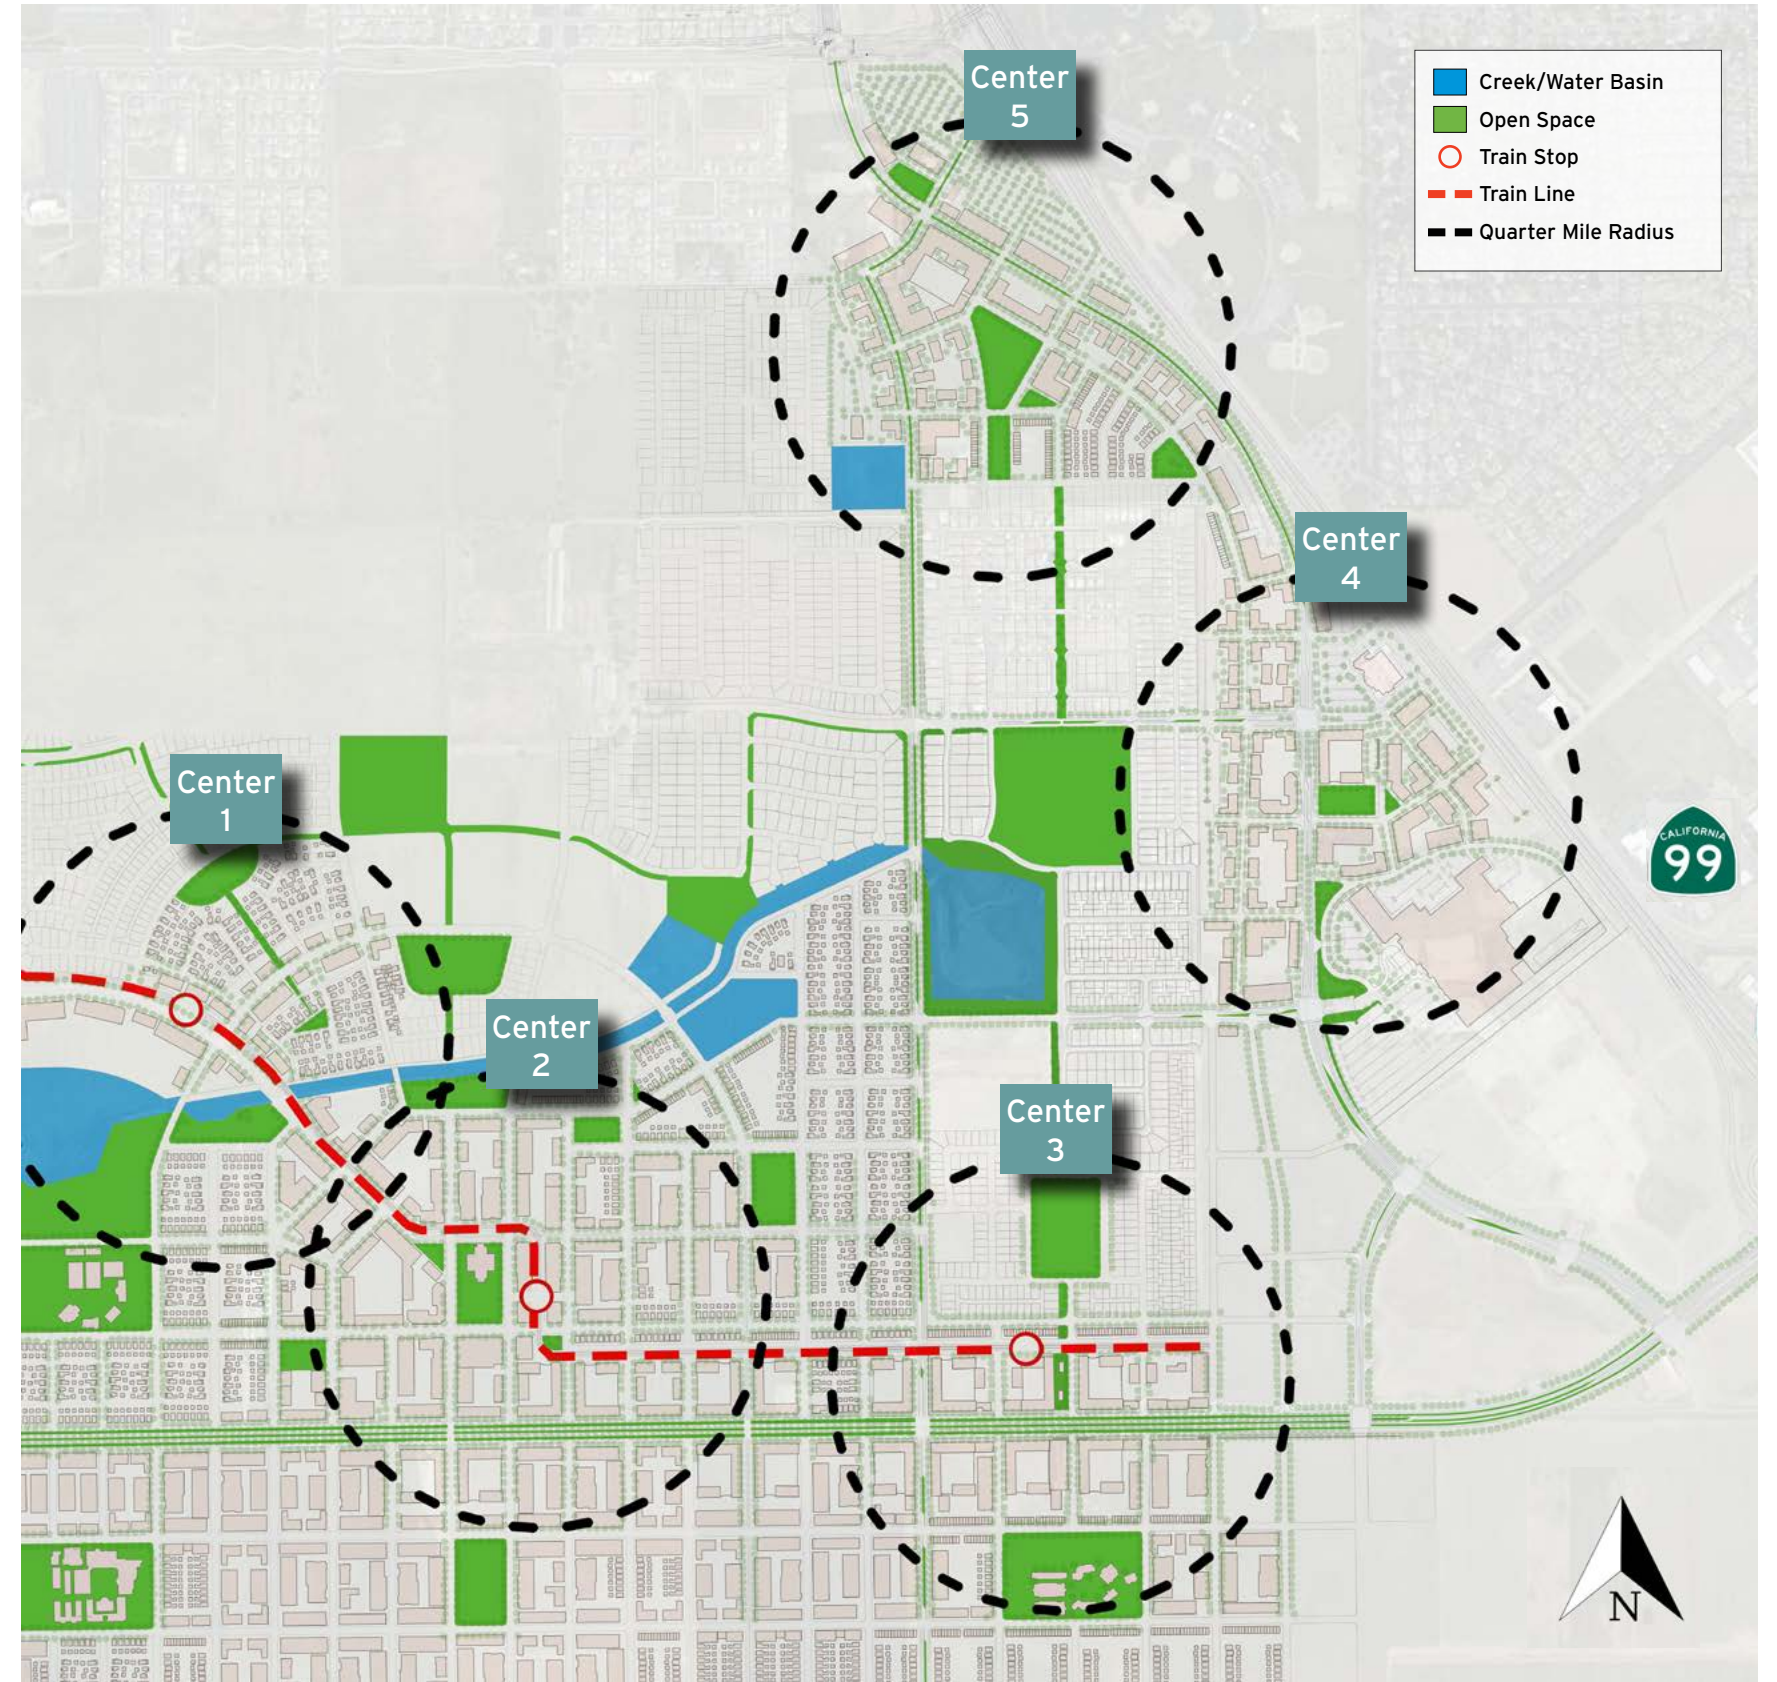 Center
5
Creek/Water Basin
Open Space
Train Stop
Train Line
Quarter Mile Radius
Center
4
Center
1
CALIFORNIA
99
Center
2
Center
3
N